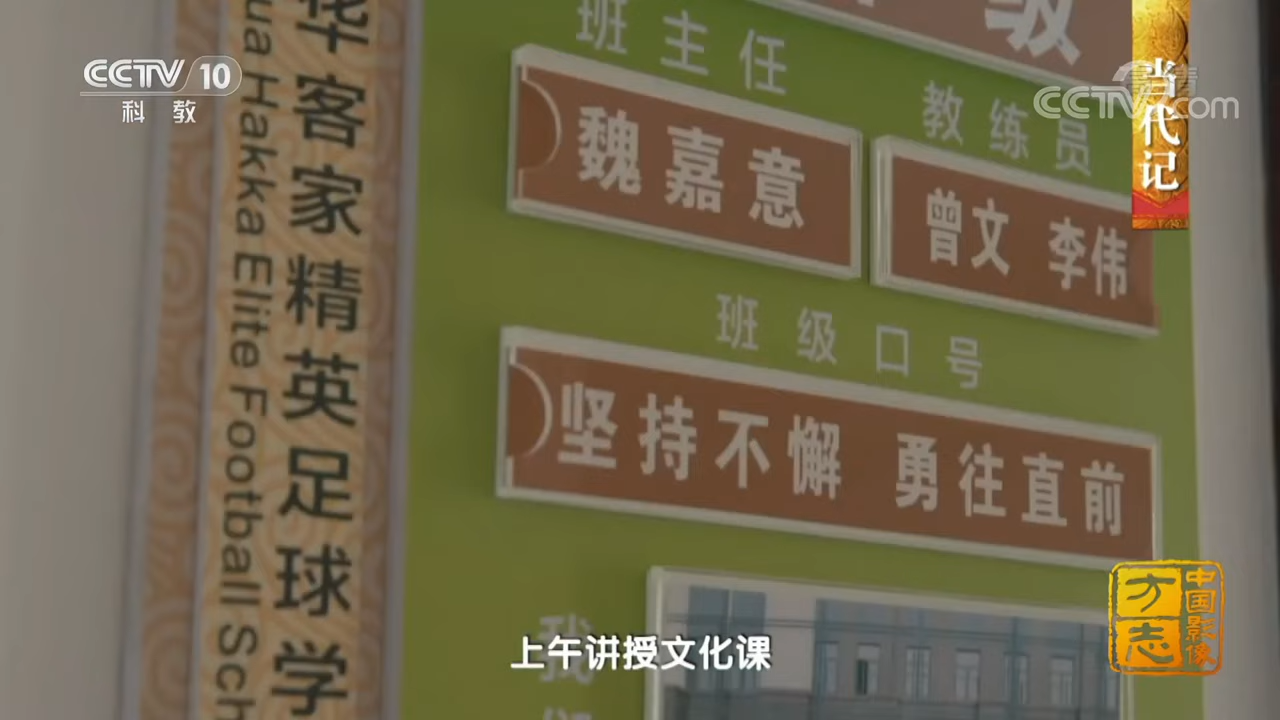 CCTV 10
科教
当代记
CCTV.com
华客家精英足球学
ua Hakka Elite Football Sch
级
班主任
魏嘉意
教练员
曾文 李伟
班级口号
坚持不懈 勇往直前
我
上午讲授文化课
中国影像
方志